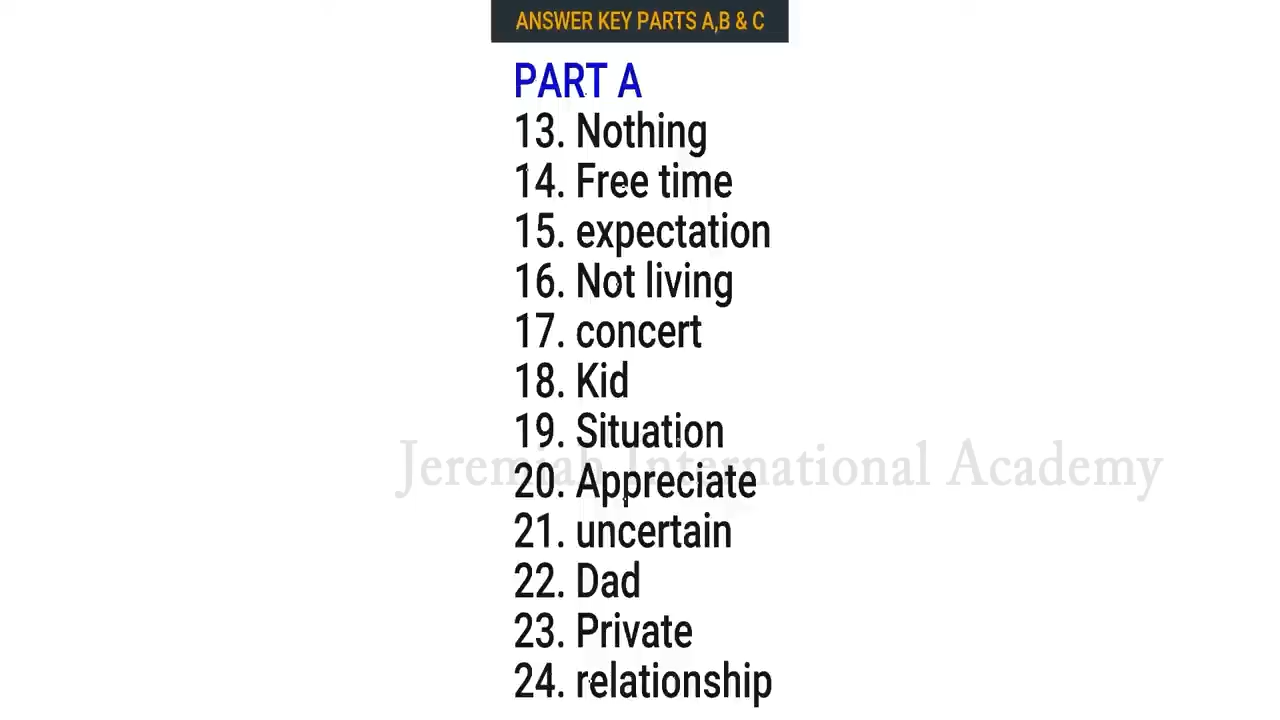 ANSWER KEY PARTS A,B & C
PART A
13. Nothing
14. Free time
15. expectation
16. Not living
17. concert
18. Kid
19. Situation
Jeremiah International Academy
20. Appreciate
21. uncertain
22. Dad
23. Private
24. relationship